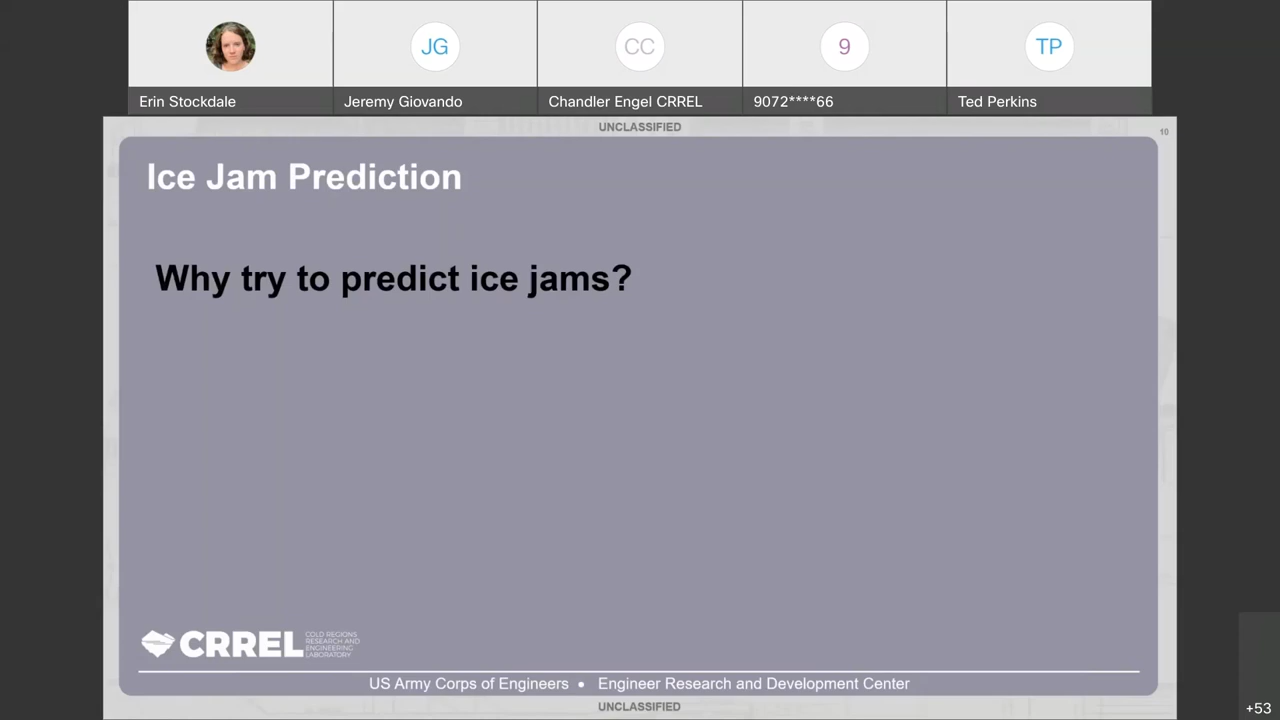 JG
CC
9
TP
Erin Stockdale
Jeremy Giovando
Chandler Engel CRREL
9072****66
Ted Perkins
UNCLASSIFIED
10
Ice Jam Prediction
Why try to predict ice jams?
CRREL
COLD REGIONS
RESEARCH AND
ENGINEERING
LABORATORY
US Army Corps of Engineers • Engineer Research and Development Center
UNCLASSIFIED
+53